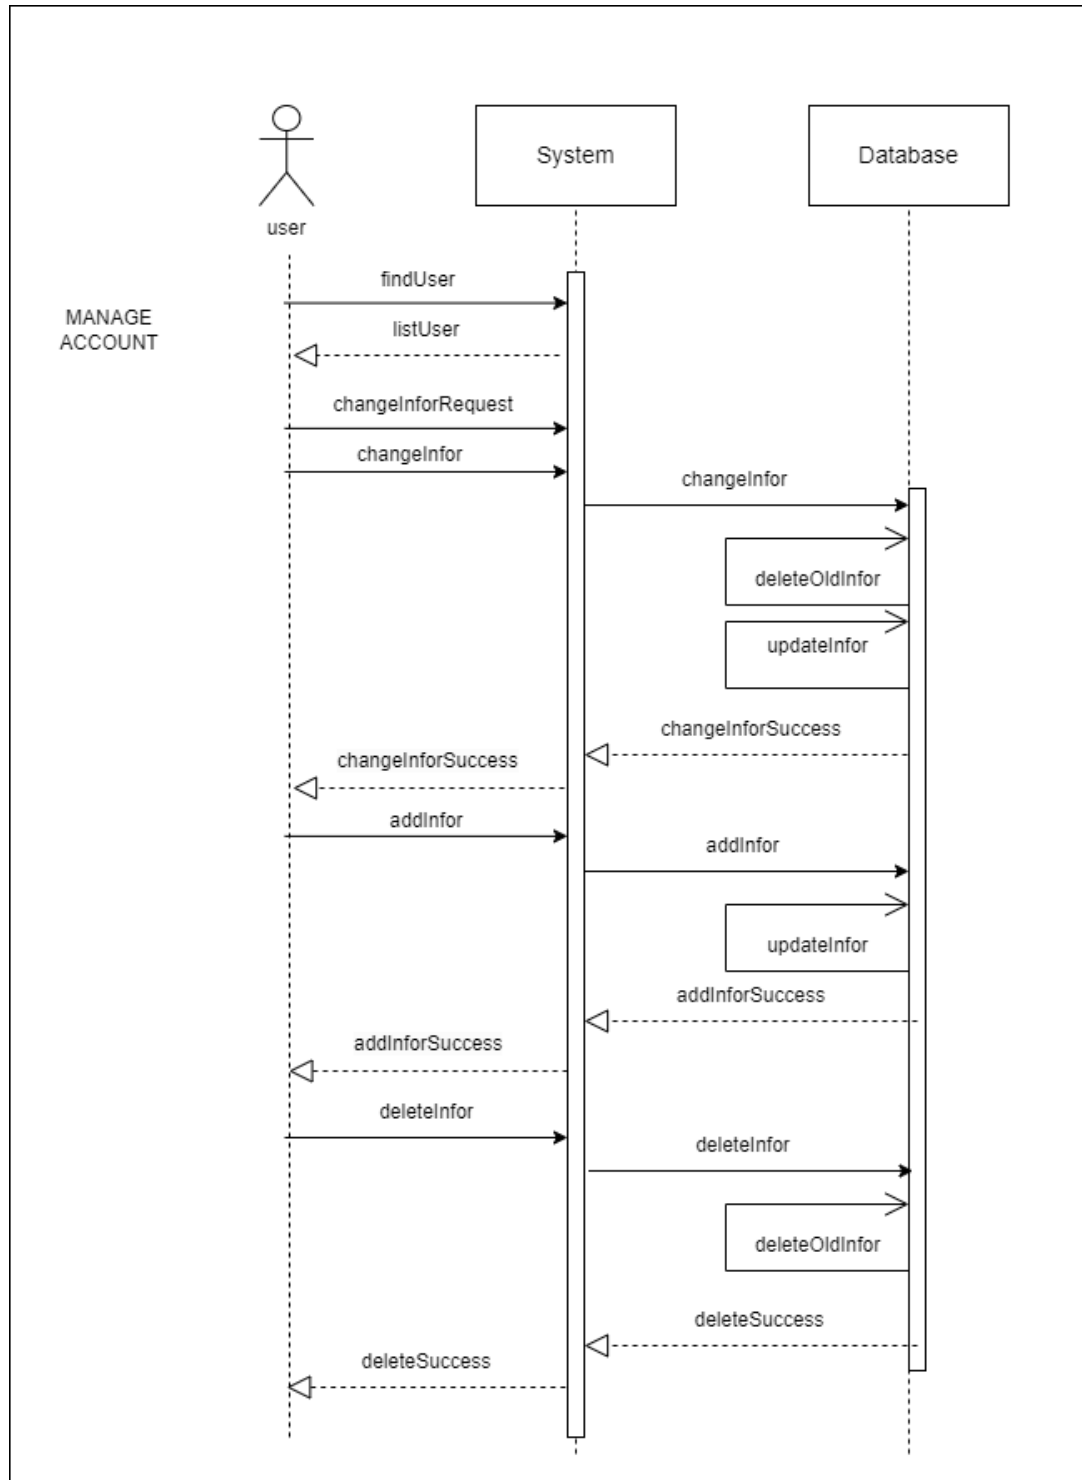 System
Database
user
findUser
MANAGE
ACCOUNT
listUser
changeInforRequest
changeInfor
changeInfor
deleteOldInfor
updateInfor
changeInforSuccess
changeInforSuccess
addInfor
addInfor
updateInfor
addInforSuccess
addInforSuccess
deleteInfor
deleteInfor
deleteOldInfor
deleteSuccess
deleteSuccess